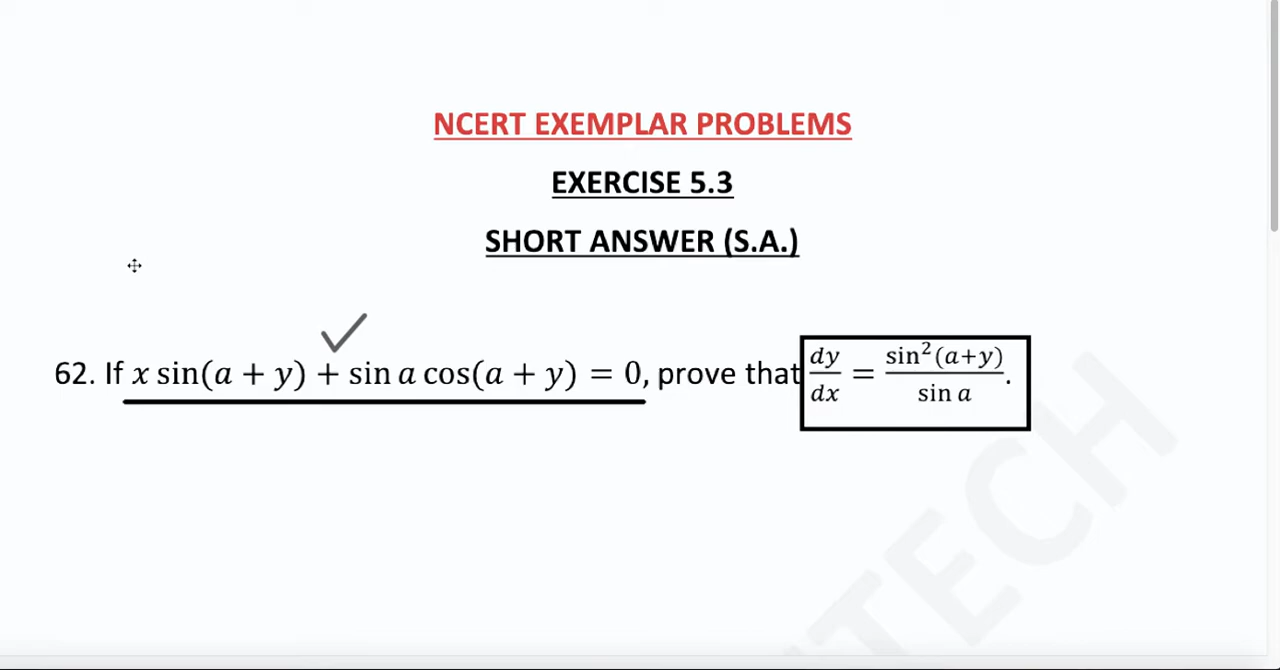 NCERT EXEMPLAR PROBLEMS
EXERCISE 5.3
SHORT ANSWER (S.A.)
62. If x sin(a + y) + sin a cos(a + y) = 0, prove that dy/dx = sin²(a+y)/sin a.
TECH